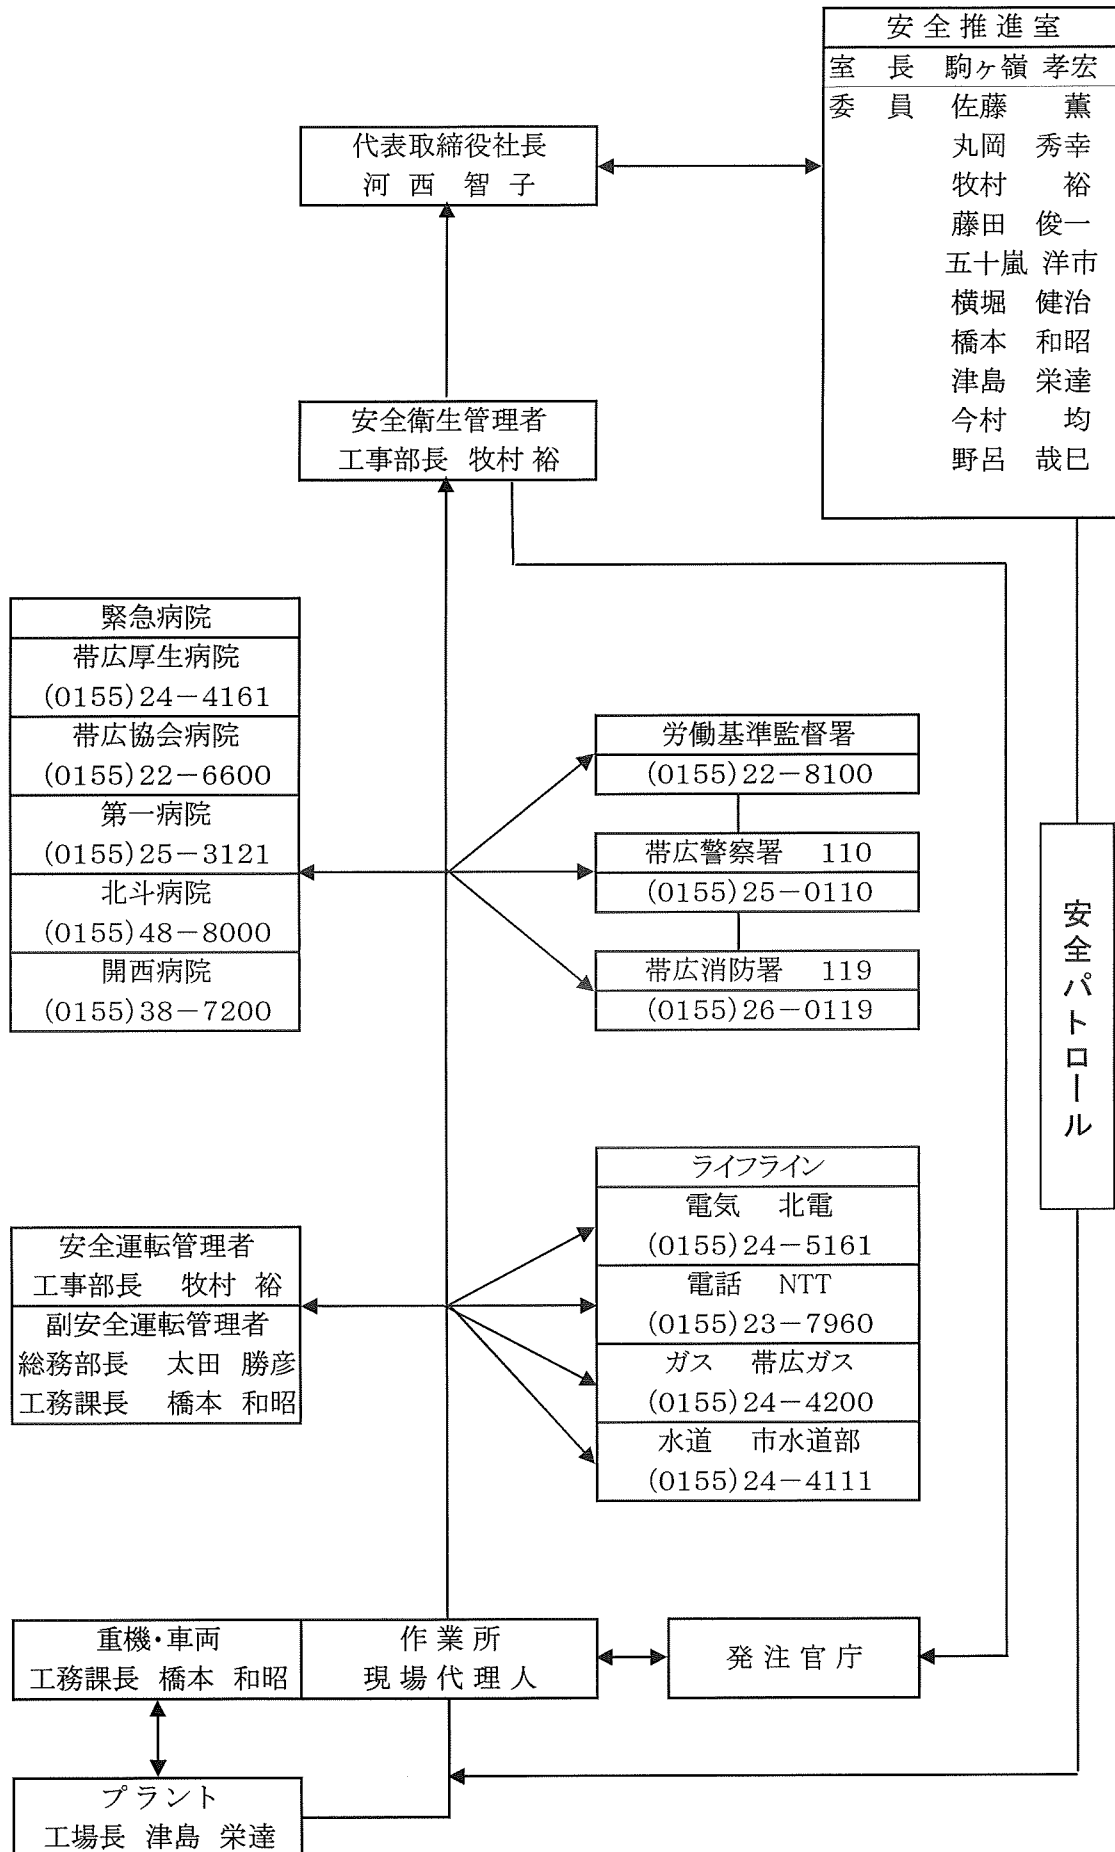 安全推進室
室長 駒ヶ嶺 孝宏
委員 佐藤 薫
丸岡 秀幸
牧村 裕
藤田 俊一
五十嵐 洋市
横堀 健治
橋本 和昭
津島 栄達
今村 均
野呂 哉巳
代表取締役社長
河西智子
安全衛生管理者
工事部長 牧村 裕
緊急病院
帯広厚生病院
(0155)24-4161
帯広協会病院
(0155)22-6600
第一病院
(0155)25-3121
北斗病院
(0155)48-8000
開西病院
(0155)38-7200
労働基準監督署
(0155)22-8100
帯広警察署 110
(0155)25-0110
帯広消防署 119
(0155)26-0119
安全パトロール
ライフライン
電気 北電
(0155)24-5161
電話 NTT
(0155)23-7960
ガス 帯広ガス
(0155)24-4200
水道 市水道部
(0155)24-4111
安全運転管理者
工事部長 牧村 裕
副安全運転管理者
総務部長 太田 勝彦
工務課長 橋本 和昭
重機・車両
工務課長 橋本 和昭
作業所
現場代理人
発注官庁
プラント
工場長 津島 栄達